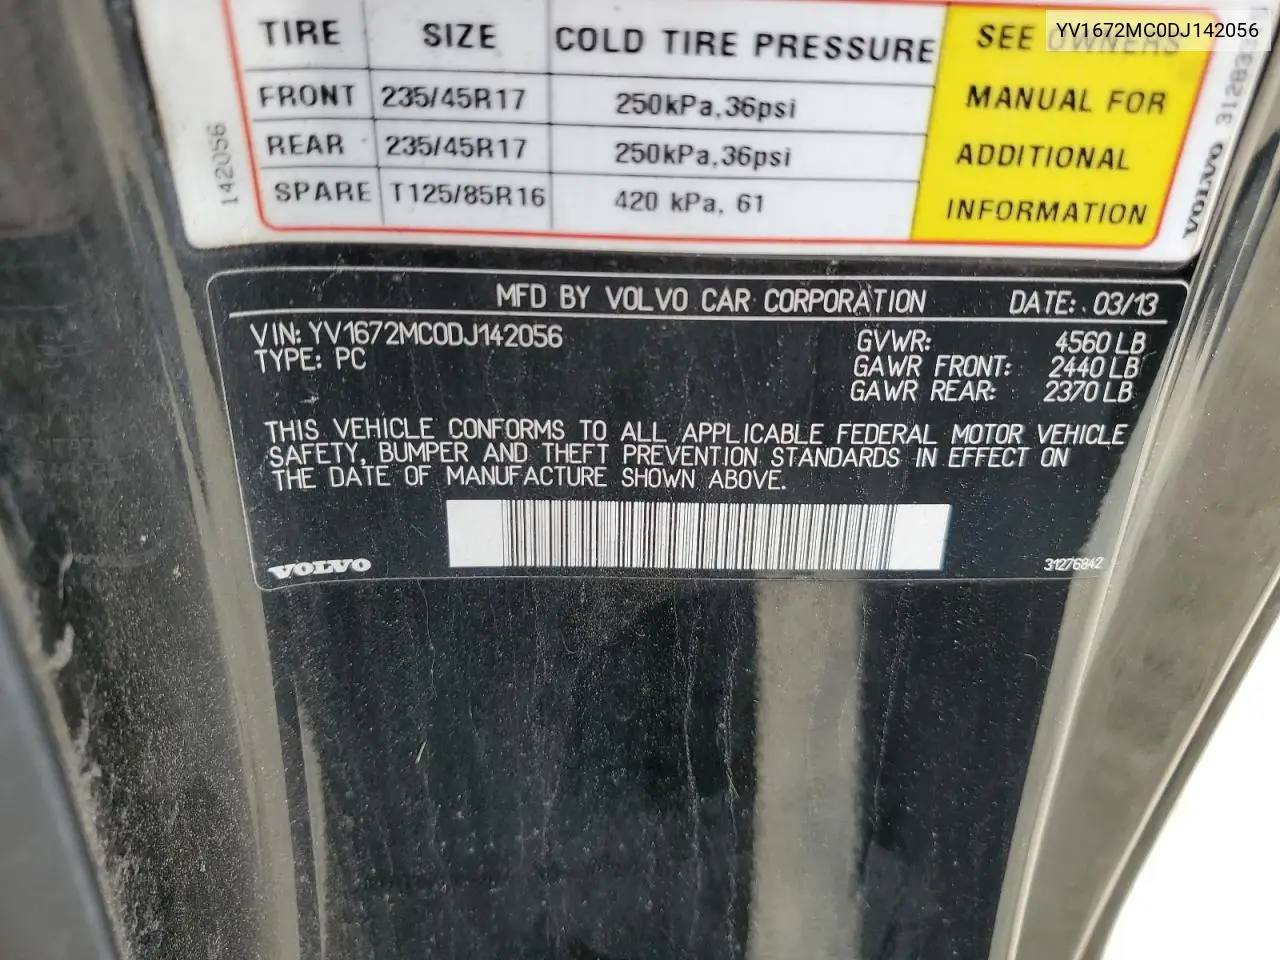 YV1672MC0DJ142056
TIRE SIZE COLD TIRE PRESSURE SEE OWNERS
FRONT 235/45R17 250kPa,36psi MANUAL FOR
REAR 235/45R17 250kPa,36psi ADDITIONAL
SPARE T125/85R16 420 kPa, 61 INFORMATION
142056
VOLVO
MFD BY VOLVO CAR CORPORATION DATE: 03/13
VIN: YV1672MC0DJ142056 GVWR: 4560 LB
TYPE: PC GAWR FRONT: 2440 LB
GAWR REAR: 2370 LB
THIS VEHICLE CONFORMS TO ALL APPLICABLE FEDERAL MOTOR VEHICLE
SAFETY, BUMPER AND THEFT PREVENTION STANDARDS IN EFFECT ON
THE DATE OF MANUFACTURE SHOWN ABOVE.
VOLVO 31276842